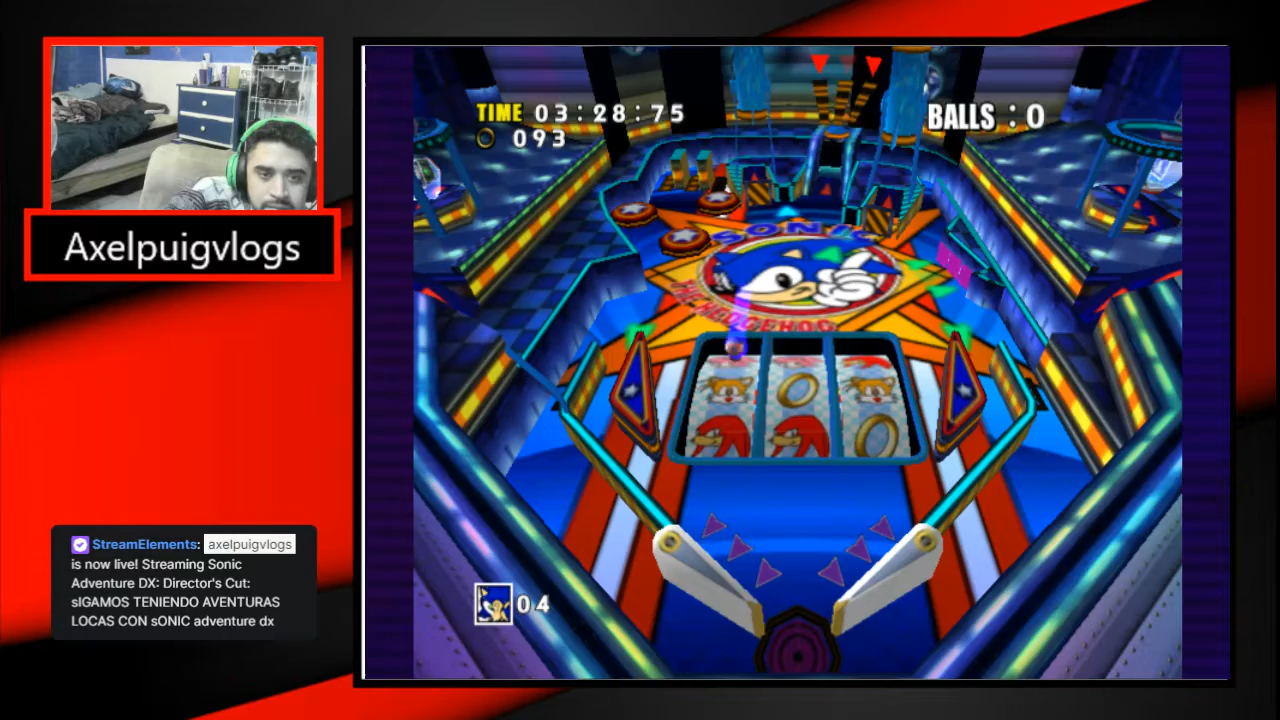 TIME 03:28:75
093
BALLS : 0
Axelpuigvlogs
SONIC
THE HEDGEHOG
StreamElements: axelpuigvlogs
is now live! Streaming Sonic
Adventure DX: Director's Cut:
sIGAMOS TENIENDO AVENTURAS
LOCAS CON sONIC adventure dx
04